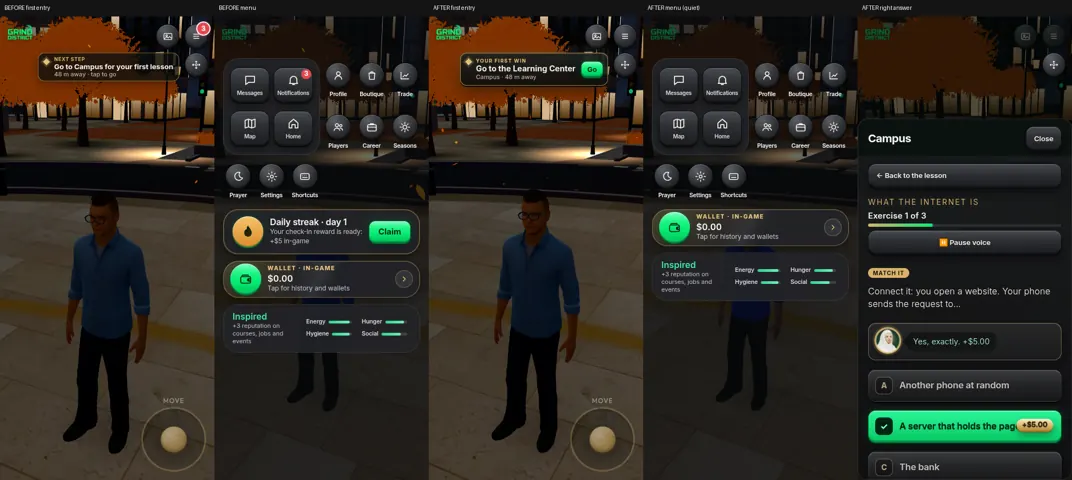 BEFORE first entry
GRIND
DISTRICT
3
NEXT STEP
Go to Campus for your first lesson
48 m away · tap to go
MOVE
BEFORE menu
GRIND
DISTRICT
Messages
3
Notifications
Profile
Boutique
Trade
Map
Home
Players
Career
Seasons
Prayer
Settings
Shortcuts
Daily streak · day 1
Your check-in reward is ready:
+$5 in-game
Claim
WALLET · IN-GAME
$0.00
Tap for history and wallets
Inspired
+3 reputation on
courses, jobs and
events
Energy
Hunger
Hygiene
Social
AFTER first entry
GRIND
DISTRICT
YOUR FIRST WIN
Go to the Learning Center
Campus · 48 m away
Go
MOVE
AFTER menu (quiet)
GRIND
DISTRICT
Messages
Notifications
Profile
Boutique
Trade
Map
Home
Players
Career
Seasons
Prayer
Settings
Shortcuts
WALLET · IN-GAME
$0.00
Tap for history and wallets
Inspired
+3 reputation on
courses, jobs and
events
Energy
Hunger
Hygiene
Social
AFTER right answer
GRIND
DISTRICT
Campus
Close
← Back to the lesson
WHAT THE INTERNET IS
Exercise 1 of 3
Pause voice
MATCH IT
Connect it: you open a website. Your phone
sends the request to...
Yes, exactly. +$5.00
A
Another phone at random
A server that holds the page
+$5.00
C
The bank